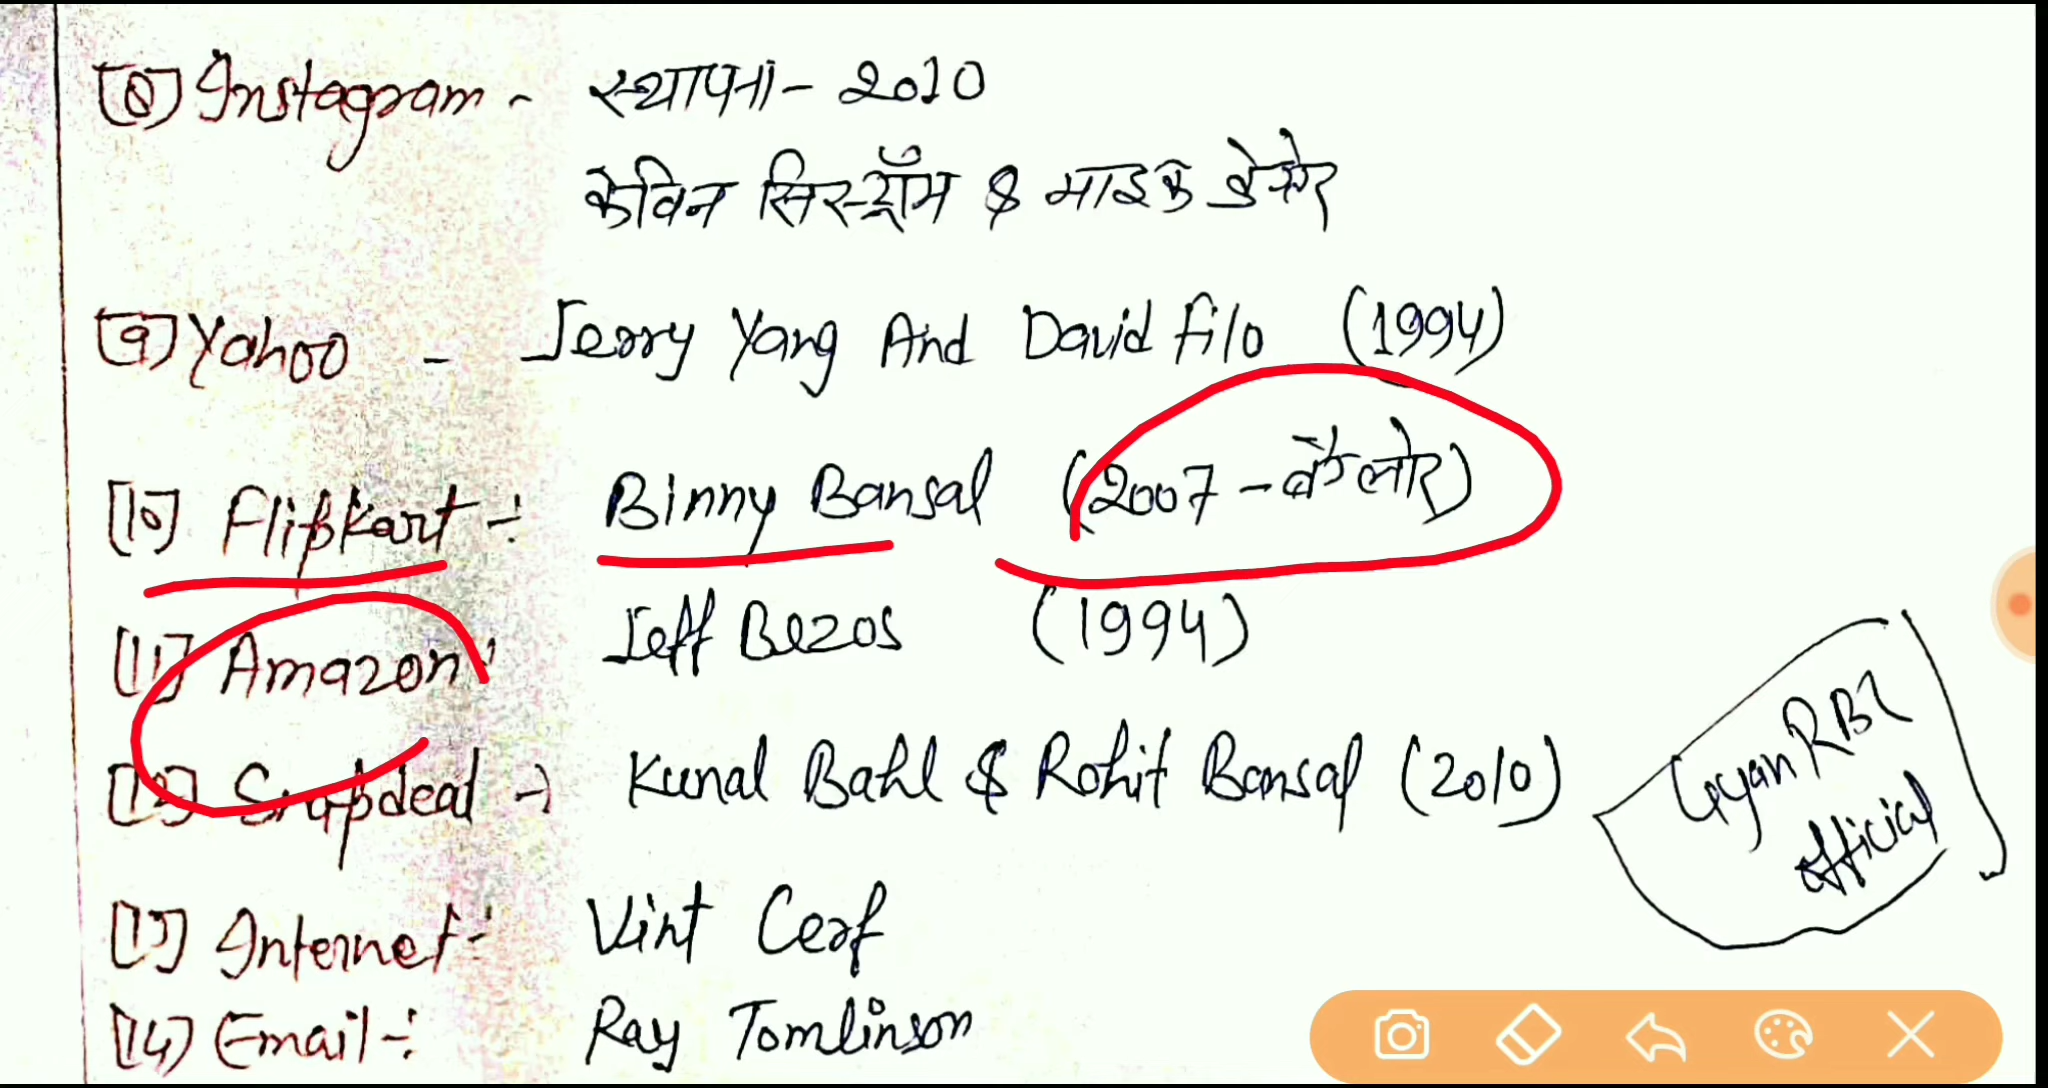 [8] Instagram - स्थापना - 2010
केविन सिस्ट्रॉम & माइक क्रेगेर
[9] Yahoo - Jerry Yang And David Filo (1994)
[10] Flipkart :- Binny Bansal (2007 - बैंगलोर)
[11] Amazon : Jeff Bezos (1994)
[12] Snapdeal → Kunal Bahl & Rohit Bansal (2010)
[13] Internet :- Vint Cerf
[14] Email :- Ray Tomlinson
Gyan RBL
official